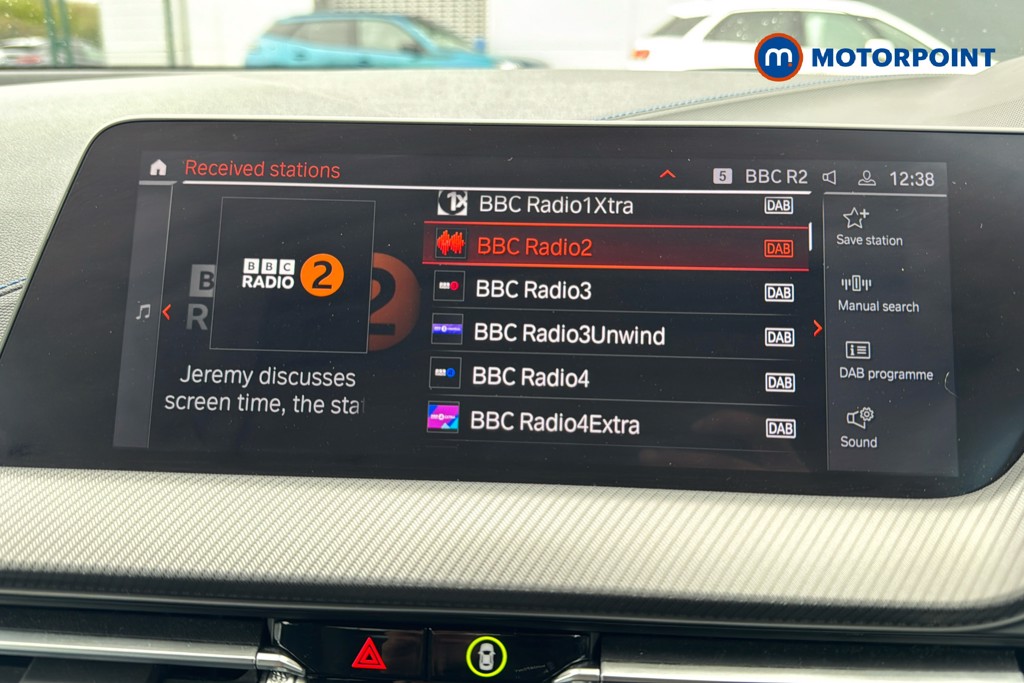 m MOTORPOINT
Received stations
5 BBC R2 12:38
BBC
RADIO 2
Jeremy discusses
screen time, the sta
1X BBC Radio1Xtra DAB
BBC Radio2 DAB
BBC Radio3 DAB
BBC Radio3Unwind DAB
BBC Radio4 DAB
BBC Radio4Extra DAB
Save station
Manual search
DAB programme
Sound